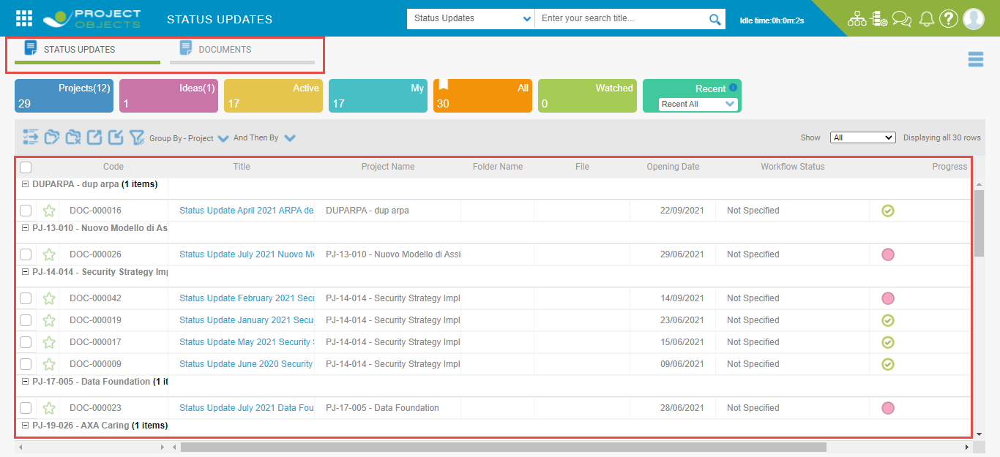 PROJECT
OBJECTS
STATUS UPDATES
Status Updates
Enter your search title...
Idle time:0h:0m:2s
?
STATUS UPDATES
DOCUMENTS
Projects(12)
29
Ideas(1)
1
Active
17
My
17
All
30
Watched
0
Recent
Recent All
Group By - Project
And Then By
Show
All
Displaying all 30 rows
Code Title Project Name Folder Name File Opening Date Workflow Status Progress
DUPARPA - dup arpa (1 items)
DOC-000016 Status Update April 2021 ARPA de DUPARPA - dup arpa 22/09/2021 Not Specified
PJ-13-010 - Nuovo Modello di As
DOC-000026 Status Update July 2021 Nuovo Mo PJ-13-010 - Nuovo Modello di Assi 29/06/2021 Not Specified
PJ-14-014 - Security Strategy Imp
DOC-000042 Status Update February 2021 Secu PJ-14-014 - Security Strategy Impl 14/09/2021 Not Specified
DOC-000019 Status Update January 2021 Secu PJ-14-014 - Security Strategy Impl 23/06/2021 Not Specified
DOC-000017 Status Update May 2021 Security PJ-14-014 - Security Strategy Impl 15/06/2021 Not Specified
DOC-000009 Status Update June 2020 Security PJ-14-014 - Security Strategy Impl 09/06/2021 Not Specified
PJ-17-005 - Data Foundation (1 it
DOC-000023 Status Update July 2021 Data Fou PJ-17-005 - Data Foundation 28/06/2021 Not Specified
PJ-19-026 - AXA Caring (1 items)